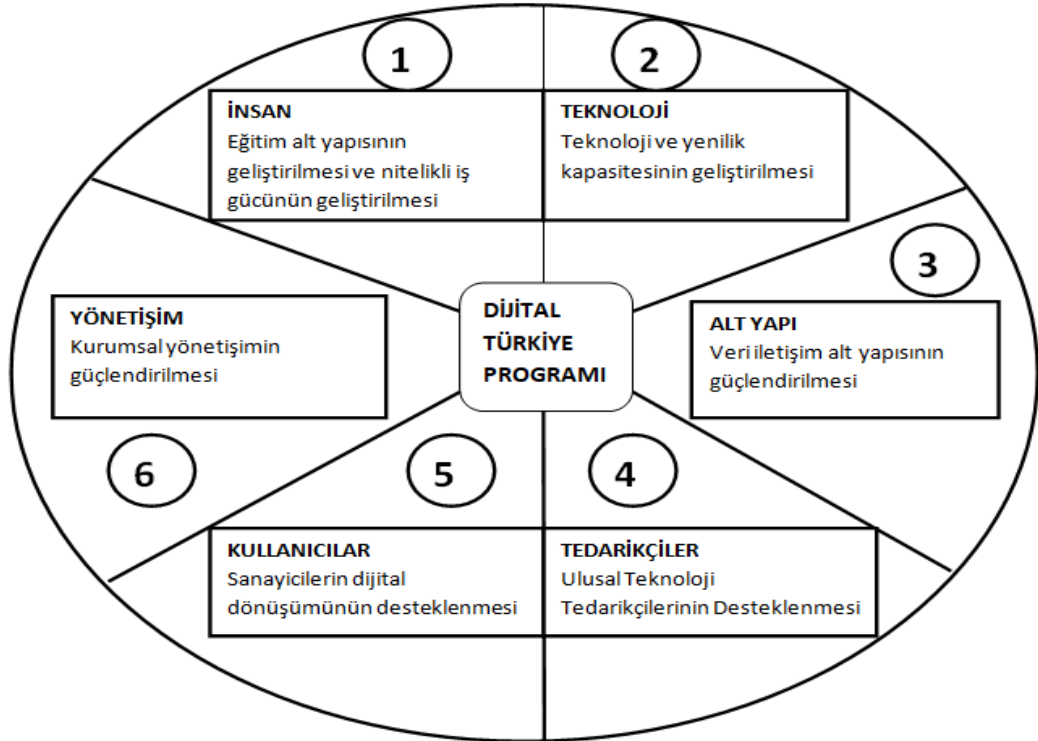 1
İNSAN
Eğitim alt yapısının
geliştirilmesi ve nitelikli iş
gücünün geliştirilmesi
2
TEKNOLOJİ
Teknoloji ve yenilik
kapasitesinin geliştirilmesi
3
ALT YAPI
Veri iletişim alt yapısının
güçlendirilmesi
DİJİTAL
TÜRKİYE
PROGRAMI
4
TEDARİKÇİLER
Ulusal Teknoloji
Tedarikçilerinin Desteklenmesi
5
KULLANICILAR
Sanayicilerin dijital
dönüşümünün desteklenmesi
6
YÖNETİŞİM
Kurumsal yönetişimin
güçlendirilmesi